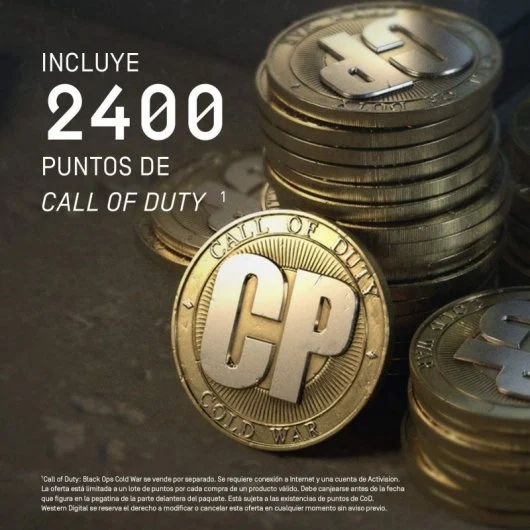 INCLUYE
2400
PUNTOS DE
CALL OF DUTY 1
CALL OF DUTY
CP
COLD WAR
¹Call of Duty: Black Ops Cold War se vende por separado. Se requiere conexión a Internet y una cuenta de Activision.
La oferta está limitada a un lote de puntos por cada compra de un producto válido. Debe canjearse antes de la fecha
que figura en la pegatina de la parte delantera del paquete. Está sujeta a las existencias de puntos de CoD.
Western Digital se reserva el derecho a modificar o cancelar esta oferta en cualquier momento sin previo aviso.